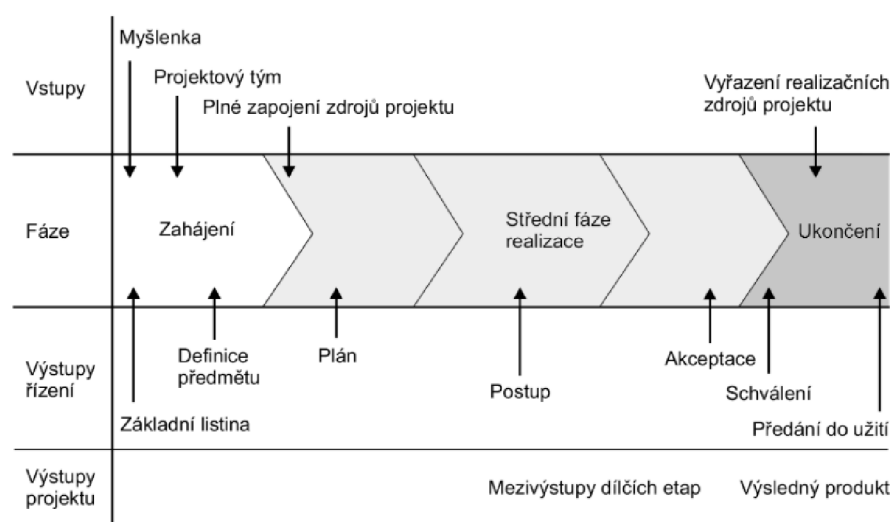 Myšlenka
Projektový tým
Plné zapojení zdrojů projektu
Vyřazení realizačních
zdrojů projektu
Vstupy
Fáze
Zahájení
Střední fáze
realizace
Ukončení
Výstupy
řízení
Definice
předmětu
Základní listina
Plán
Postup
Akceptace
Schválení
Předání do užití
Výstupy
projektu
Mezivýstupy dílčích etap
Výsledný produkt